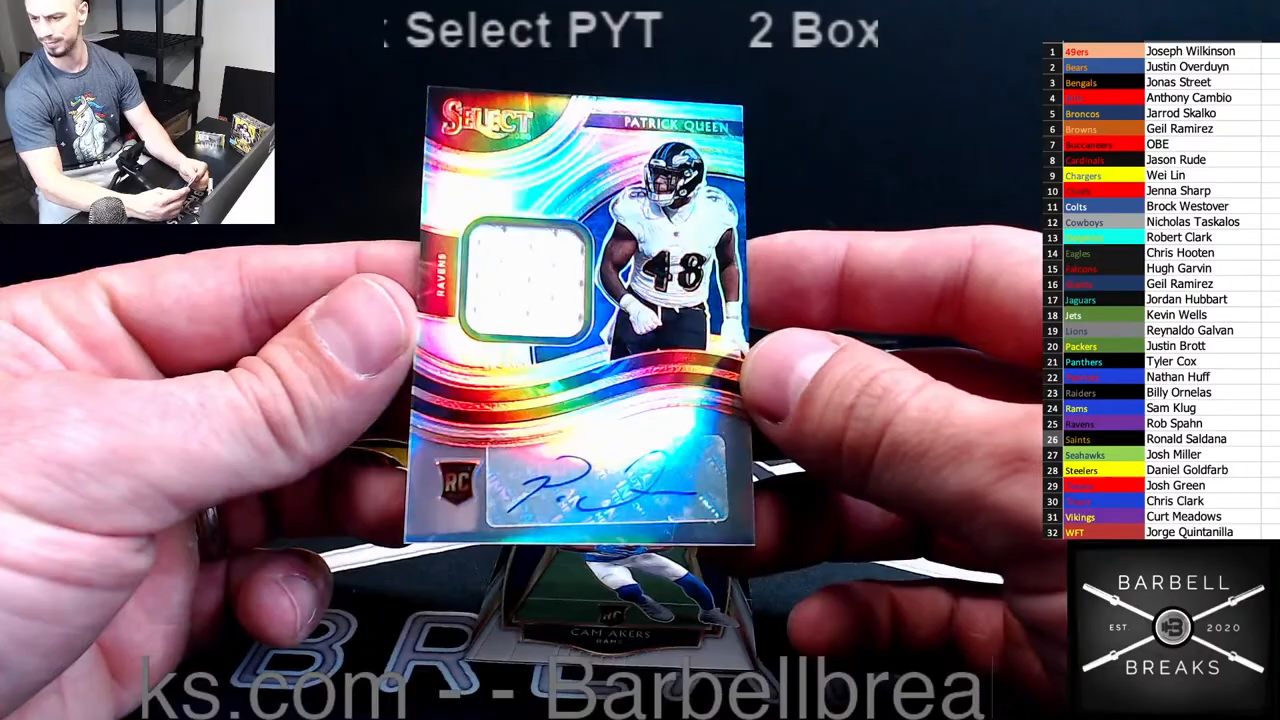 k Select PYT 2 Box
SELECT
PATRICK QUEEN
RAVENS
48
RC
CAM AKERS
RAMS
ks.com - - Barbellbrea
1 49ers Joseph Wilkinson
2 Bears Justin Overduyn
3 Bengals Jonas Street
4 Anthony Cambio
5 Broncos Jarrod Skalko
6 Browns Geil Ramirez
7 Buccaneers OBE
8 Cardinals Jason Rude
9 Chargers Wei Lin
10 Chiefs Jenna Sharp
11 Colts Brock Westover
12 Cowboys Nicholas Taskalos
13 Dolphins Robert Clark
14 Eagles Chris Hooten
15 Falcons Hugh Garvin
16 Giants Geil Ramirez
17 Jaguars Jordan Hubbart
18 Jets Kevin Wells
19 Lions Reynaldo Galvan
20 Packers Justin Brott
21 Panthers Tyler Cox
22 Patriots Nathan Huff
23 Raiders Billy Ornelas
24 Rams Sam Klug
25 Ravens Rob Spahn
26 Saints Ronald Saldana
27 Seahawks Josh Miller
28 Steelers Daniel Goldfarb
29 Josh Green
30 Chris Clark
31 Vikings Curt Meadows
32 WFT Jorge Quintanilla
BARBELL
EST. 2020
BREAKS